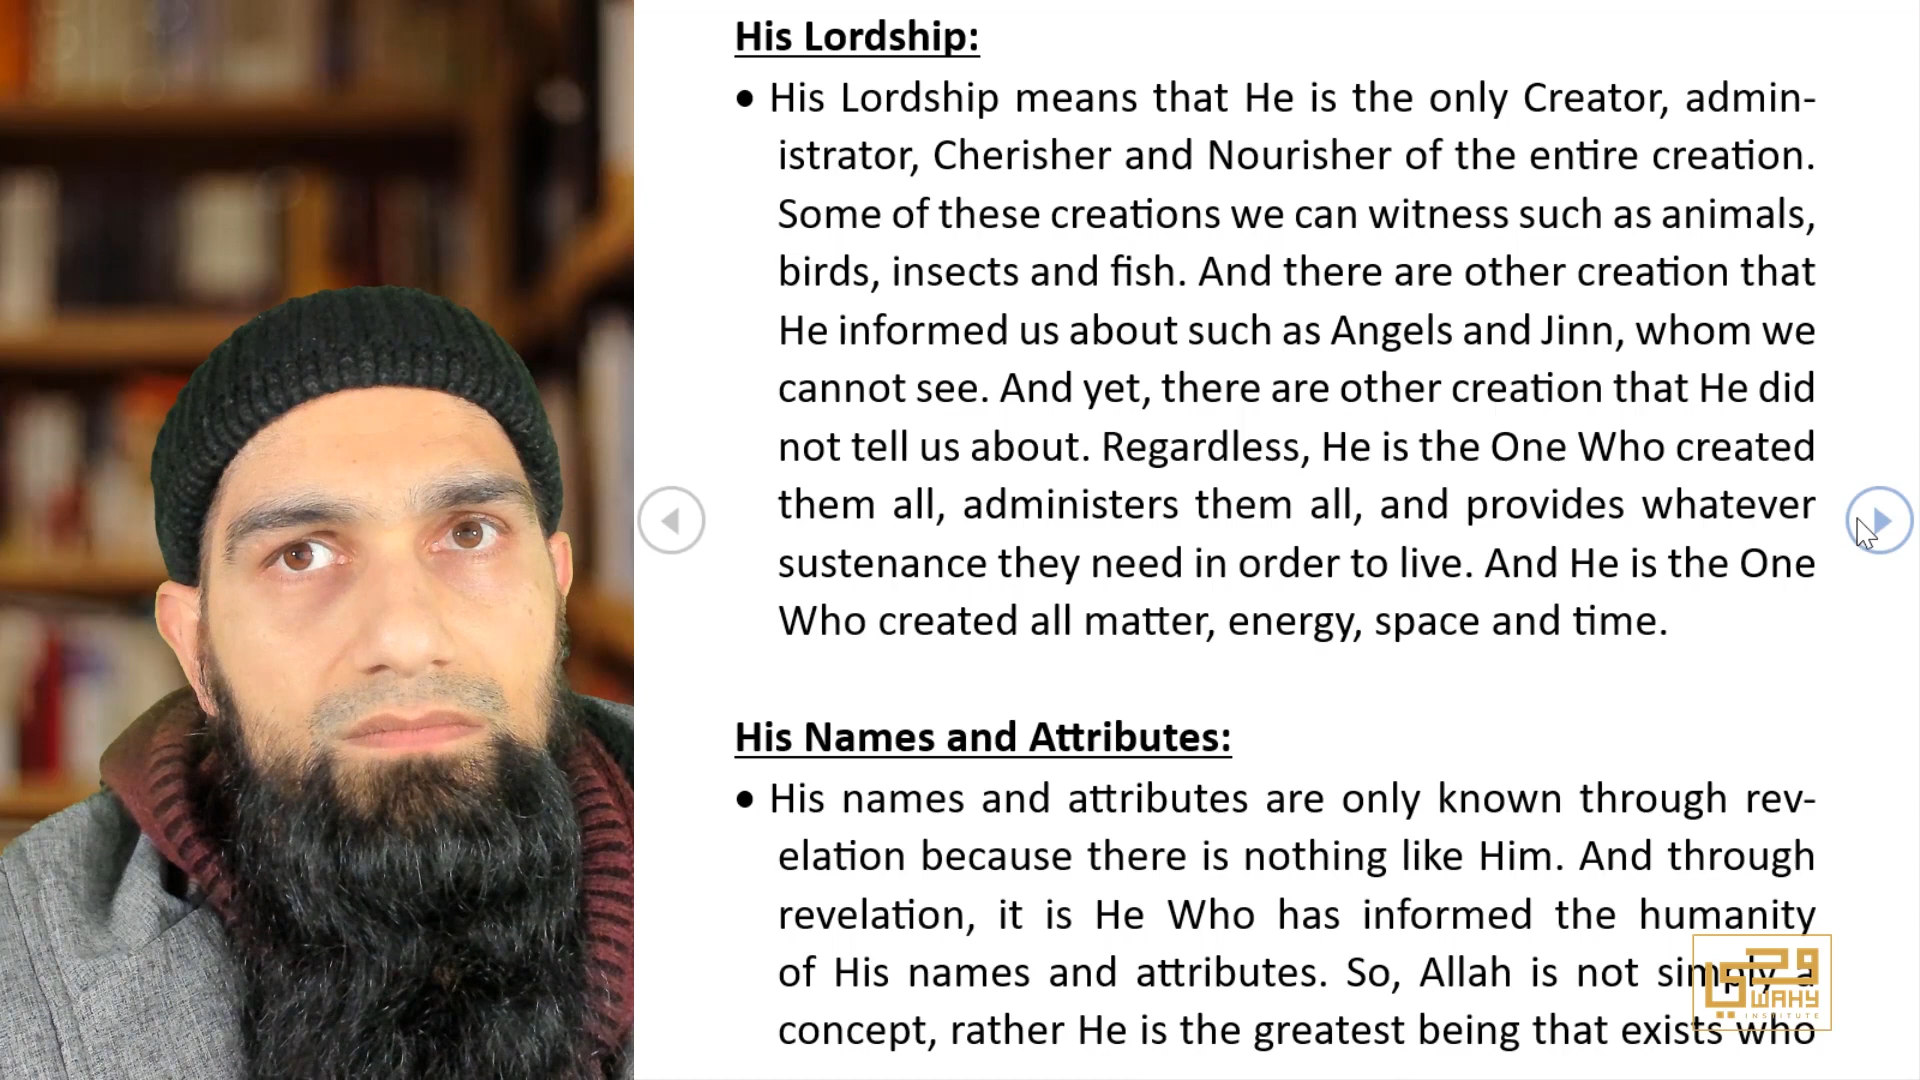 His Lordship:
• His Lordship means that He is the only Creator, admin-
istrator, Cherisher and Nourisher of the entire creation.
Some of these creations we can witness such as animals,
birds, insects and fish. And there are other creation that
He informed us about such as Angels and Jinn, whom we
cannot see. And yet, there are other creation that He did
not tell us about. Regardless, He is the One Who created
them all, administers them all, and provides whatever
sustenance they need in order to live. And He is the One
Who created all matter, energy, space and time.
His Names and Attributes:
• His names and attributes are only known through rev-
elation because there is nothing like Him. And through
revelation, it is He Who has informed the humanity
of His names and attributes. So, Allah is not simply a
concept, rather He is the greatest being that exists who
وحي
WAHY
INSTITUTE